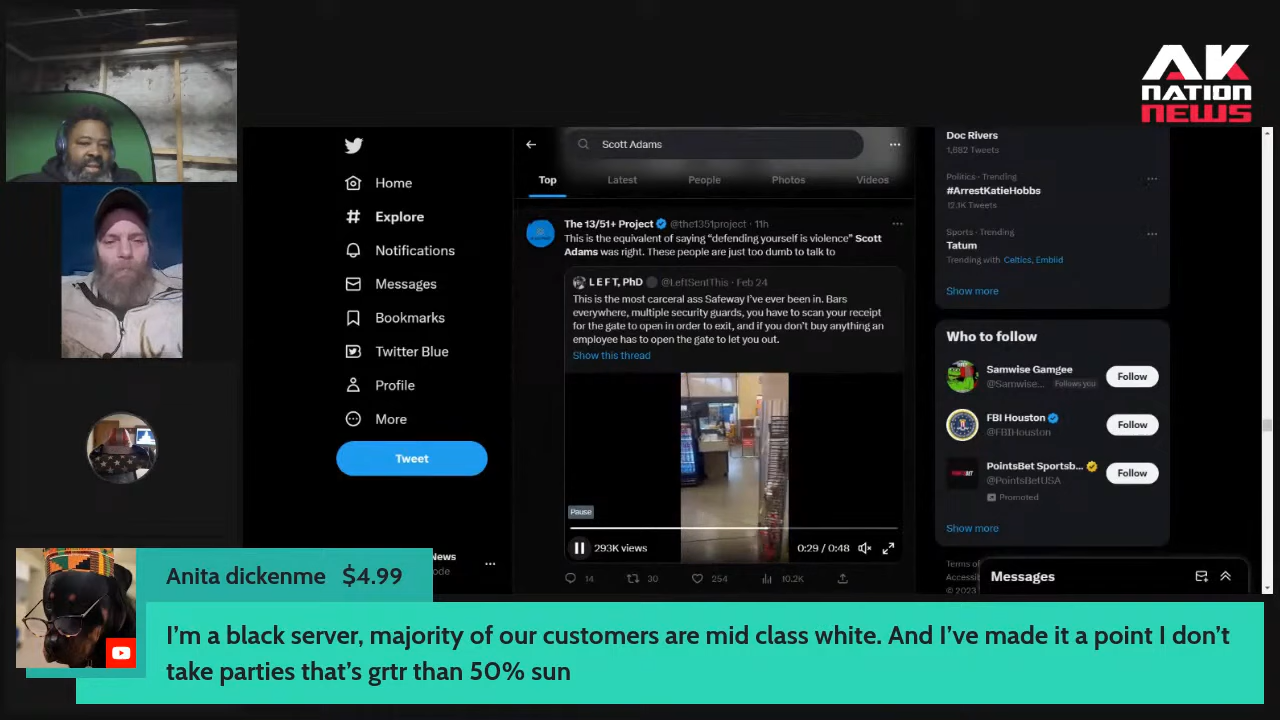 AK
NATION
NEWS
Home
Explore
Notifications
Messages
Bookmarks
Twitter Blue
Profile
More
Tweet
Scott Adams
Top
Latest
People
Photos
Videos
The 13/51+ Project @the1351project · 11h
This is the equivalent of saying "defending yourself is violence" Scott
Adams was right. These people are just too dumb to talk to
L E F T, PhD @LeftSentThis · Feb 24
This is the most carceral ass Safeway I've ever been in. Bars
everywhere, multiple security guards, you have to scan your receipt
for the gate to open in order to exit, and if you don't buy anything an
employee has to open the gate to let you out.
Show this thread
Pause
293K views
0:29 / 0:48
14
30
254
10.2K
Doc Rivers
1,682 Tweets
Politics · Trending
#ArrestKatieHobbs
12.1K Tweets
Sports · Trending
Tatum
Trending with Celtics, Embiid
Show more
Who to follow
Samwise Gamgee
@Samwise... Follows you
Follow
FBI Houston
@FBIHouston
Follow
PointsBet Sportsb...
@PointsBetUSA
Promoted
Follow
Show more
Terms of
Accessi
© 2023
Messages
News
ode
Anita dickenme $4.99
I'm a black server, majority of our customers are mid class white. And I've made it a point I don't
take parties that's grtr than 50% sun